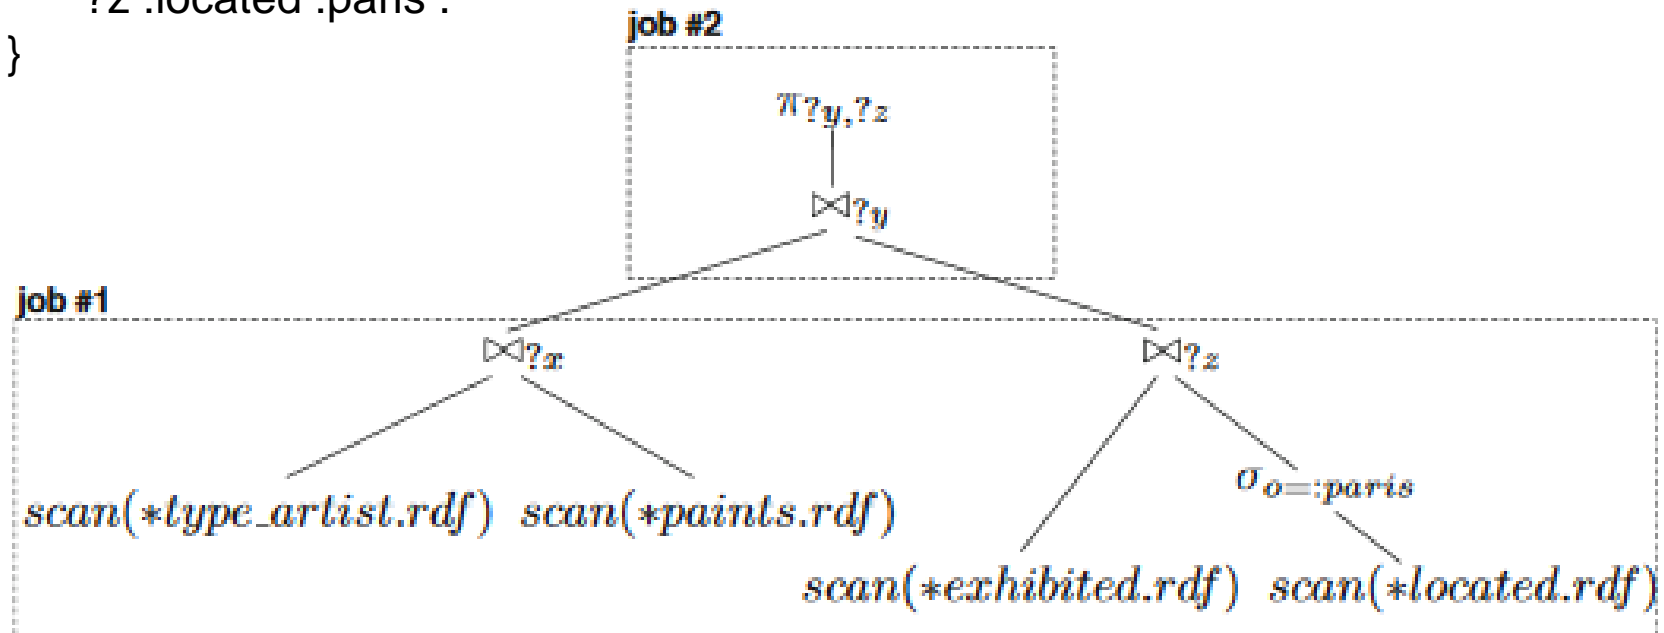 ?z :located :paris .
}
job #2
π?y,?z
⋈?y
job #1
⋈?x
⋈?z
σo=:paris
scan(*type_artist.rdf) scan(*paints.rdf)
scan(*exhibited.rdf) scan(*located.rdf)